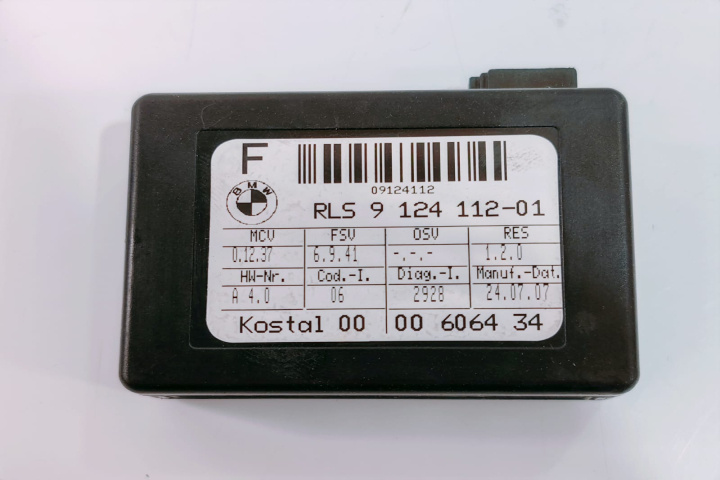 F
09124112
BMW
RLS 9 124 112-01
MCV FSV OSV RES
0.12.37 6.9.41 -.-.- 1.2.0
HW-Nr. Cod.-I. Diag.-I. Manuf.-Dat.
A 4.0 06 2928 24.07.07
Kostal 00 00 6064 34